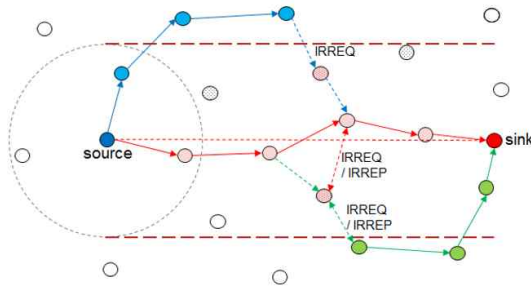 IRREQ
source
sink
IRREQ
/ IRREP
IRREQ
/ IRREP